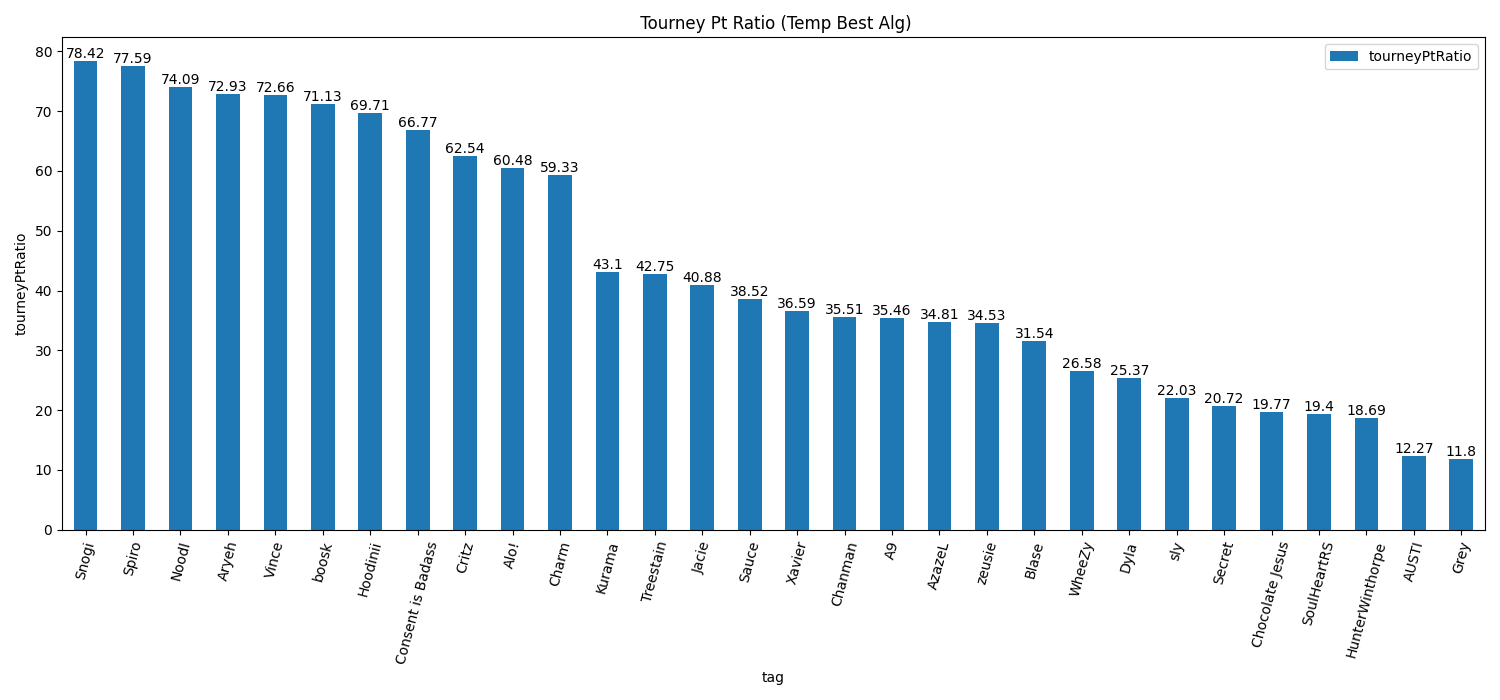 Tourney Pt Ratio (Temp Best Alg)
tourneyPtRatio
tourneyPtRatio
80
70
60
50
40
30
20
10
0
78.42
77.59
74.09
72.93
72.66
71.13
69.71
66.77
62.54
60.48
59.33
43.1
42.75
40.88
38.52
36.59
35.51
35.46
34.81
34.53
31.54
26.58
25.37
22.03
20.72
19.77
19.4
18.69
12.27
11.8
Snogi
Spiro
Noodl
Aryeh
Vince
boosk
Hoodinii
Consent is Badass
Critz
Alo!
Charm
Kurama
Treestain
Jacie
Sauce
Xavier
Chanman
A9
AzazeL
zeusie
Blase
WheeZy
Dyla
sly
Secret
Chocolate Jesus
SoulHeartRS
HunterWinthorpe
AUSTI
Grey
tag